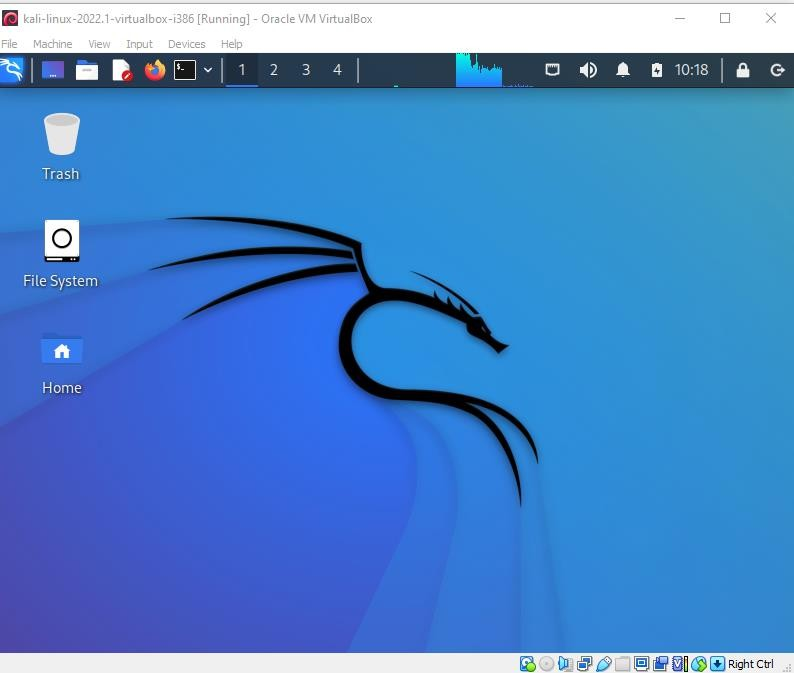 kali-linux-2022.1-virtualbox-i386 [Running] - Oracle VM VirtualBox
File Machine View Input Devices Help
1 2 3 4 10:18
Trash
File System
Home
Right Ctrl